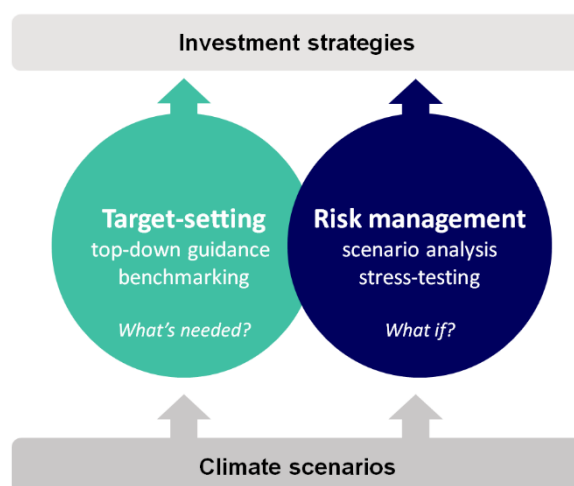 Investment strategies
Target-setting
top-down guidance
benchmarking
What's needed?
Risk management
scenario analysis
stress-testing
What if?
Climate scenarios